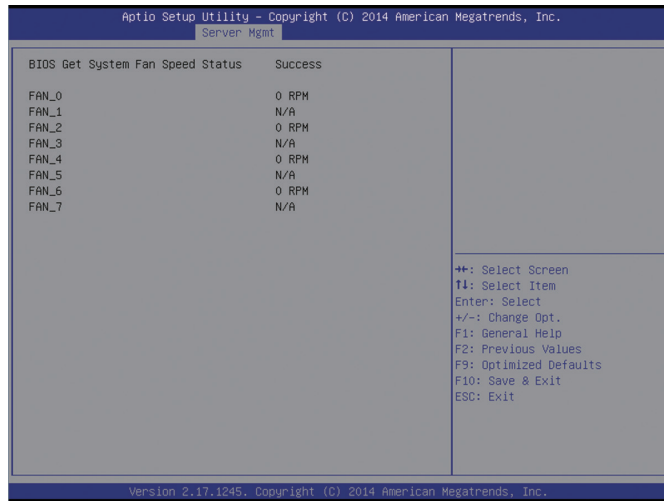 Aptio Setup Utility – Copyright (C) 2014 American Megatrends, Inc.
Server Mgmt
BIOS Get System Fan Speed Status Success
FAN_0 0 RPM
FAN_1 N/A
FAN_2 0 RPM
FAN_3 N/A
FAN_4 0 RPM
FAN_5 N/A
FAN_6 0 RPM
FAN_7 N/A
→←: Select Screen
↑↓: Select Item
Enter: Select
+/-: Change Opt.
F1: General Help
F2: Previous Values
F9: Optimized Defaults
F10: Save & Exit
ESC: Exit
Version 2.17.1245. Copyright (C) 2014 American Megatrends, Inc.